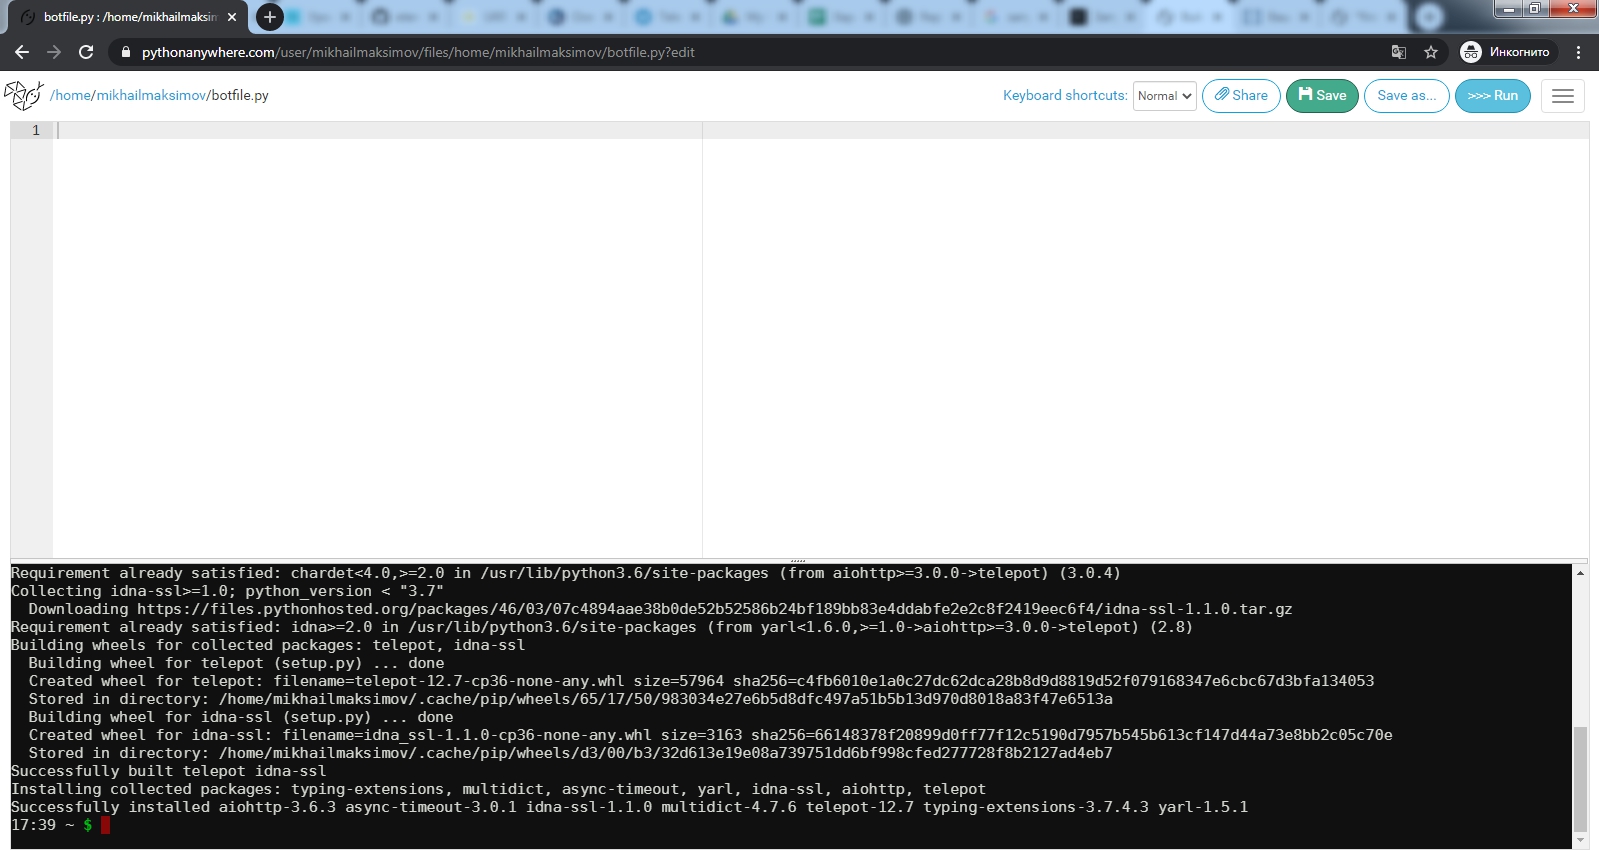 botfile.py : /home/mikhailmaksim
pythonanywhere.com/user/mikhailmaksimov/files/home/mikhailmaksimov/botfile.py?edit
Инкогнито
/home/mikhailmaksimov/botfile.py
Keyboard shortcuts: Normal Share Save Save as... >>> Run
1
Requirement already satisfied: chardet<4.0,>=2.0 in /usr/lib/python3.6/site-packages (from aiohttp>=3.0.0->telepot) (3.0.4)
Collecting idna-ssl>=1.0; python_version < "3.7"
Downloading https://files.pythonhosted.org/packages/46/03/07c4894aae38b0de52b52586b24bf189bb83e4ddabfe2e2c8f2419eec6f4/idna-ssl-1.1.0.tar.gz
Requirement already satisfied: idna>=2.0 in /usr/lib/python3.6/site-packages (from yarl<1.6.0,>=1.0->aiohttp>=3.0.0->telepot) (2.8)
Building wheels for collected packages: telepot, idna-ssl
Building wheel for telepot (setup.py) ... done
Created wheel for telepot: filename=telepot-12.7-cp36-none-any.whl size=57964 sha256=c4fb6010e1a0c27dc62dca28b8d9d8819d52f079168347e6cbc67d3bfa134053
Stored in directory: /home/mikhailmaksimov/.cache/pip/wheels/65/17/50/983034e27e6b5d8dfc497a51b5b13d970d8018a83f47e6513a
Building wheel for idna-ssl (setup.py) ... done
Created wheel for idna-ssl: filename=idna_ssl-1.1.0-cp36-none-any.whl size=3163 sha256=66148378f20899d0ff77f12c5190d7957b545b613cf147d44a73e8bb2c05c70e
Stored in directory: /home/mikhailmaksimov/.cache/pip/wheels/d3/00/b3/32d613e19e08a739751dd6bf998cfed277728f8b2127ad4eb7
Successfully built telepot idna-ssl
Installing collected packages: typing-extensions, multidict, async-timeout, yarl, idna-ssl, aiohttp, telepot
Successfully installed aiohttp-3.6.3 async-timeout-3.0.1 idna-ssl-1.1.0 multidict-4.7.6 telepot-12.7 typing-extensions-3.7.4.3 yarl-1.5.1
17:39 ~ $